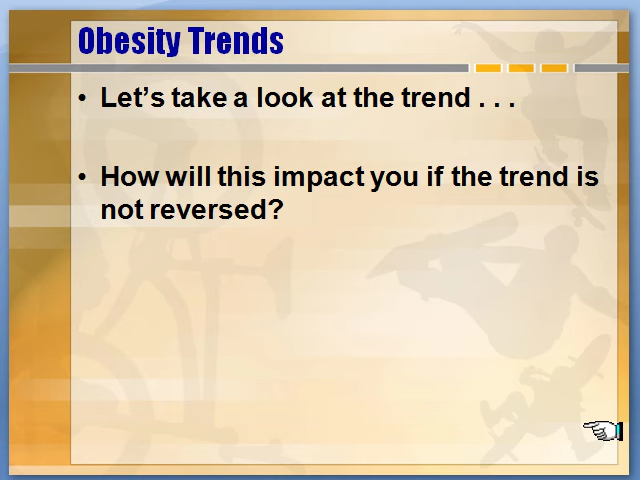 Obesity Trends
• Let’s take a look at the trend . . .
• How will this impact you if the trend is
not reversed?